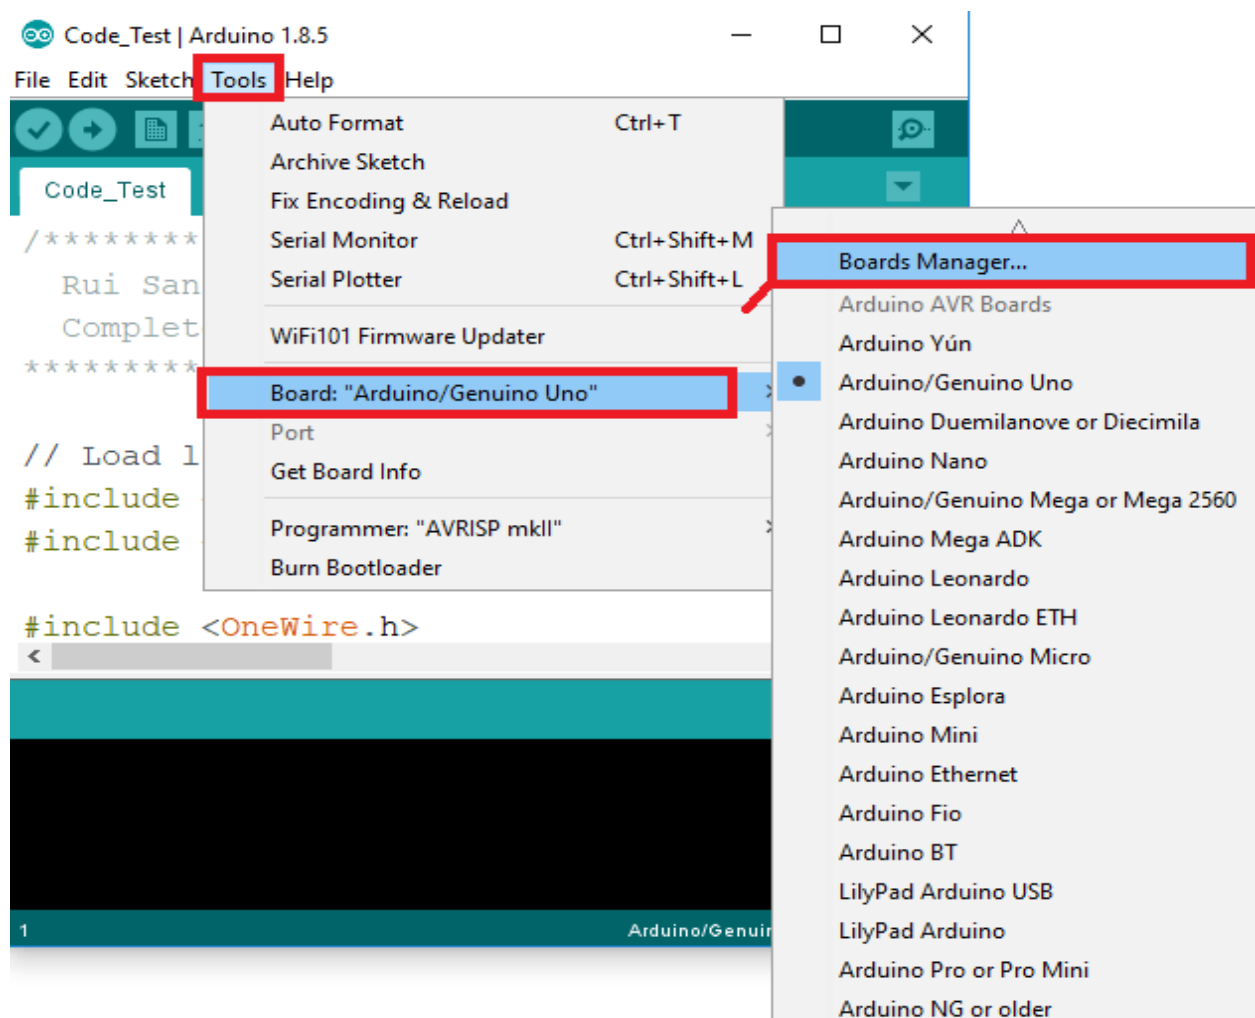 Code_Test | Arduino 1.8.5
File Edit Sketch Tools Help
Code_Test
/********
Rui San
Complet
*********
// Load l
#include
#include
#include <OneWire.h>
Auto Format Ctrl+T
Archive Sketch
Fix Encoding & Reload
Serial Monitor Ctrl+Shift+M
Serial Plotter Ctrl+Shift+L
WiFi101 Firmware Updater
Board: "Arduino/Genuino Uno"
Port
Get Board Info
Programmer: "AVRISP mkII"
Burn Bootloader
Boards Manager...
Arduino AVR Boards
Arduino Yún
Arduino/Genuino Uno
Arduino Duemilanove or Diecimila
Arduino Nano
Arduino/Genuino Mega or Mega 2560
Arduino Mega ADK
Arduino Leonardo
Arduino Leonardo ETH
Arduino/Genuino Micro
Arduino Esplora
Arduino Mini
Arduino Ethernet
Arduino Fio
Arduino BT
LilyPad Arduino USB
LilyPad Arduino
Arduino Pro or Pro Mini
Arduino NG or older
1 Arduino/Genuin